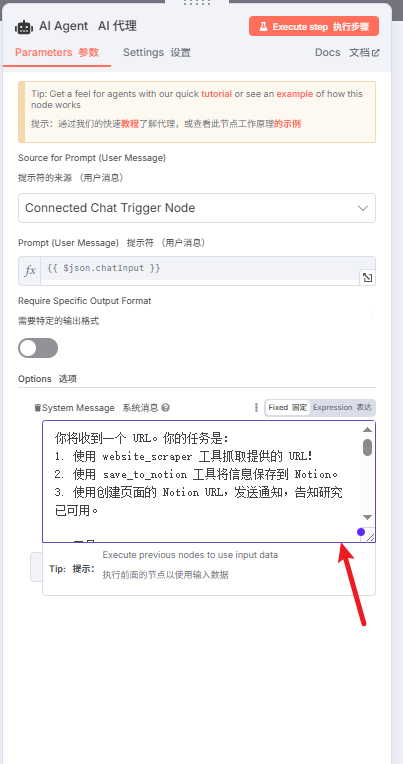 AI Agent AI 代理
Execute step 执行步骤
Parameters 参数
Settings 设置
Docs 文档
Tip: Get a feel for agents with our quick tutorial or see an example of how this
node works
提示：通过我们的快速教程了解代理，或查看此节点工作原理的示例
Source for Prompt (User Message)
提示符的来源 （用户消息）
Connected Chat Trigger Node
Prompt (User Message) 提示符 （用户消息）
fx
{{ $json.chatInput }}
Require Specific Output Format
需要特定的输出格式
Options 选项
System Message 系统消息
Fixed 固定
Expression 表达
你将收到一个 URL。你的任务是：
1. 使用 website_scraper 工具抓取提供的 URL！
2. 使用 save_to_notion 工具将信息保存到 Notion。
3. 使用创建页面的 Notion URL，发送通知，告知研究
已可用。
Tip: 提示：
Execute previous nodes to use input data
执行前面的节点以使用输入数据